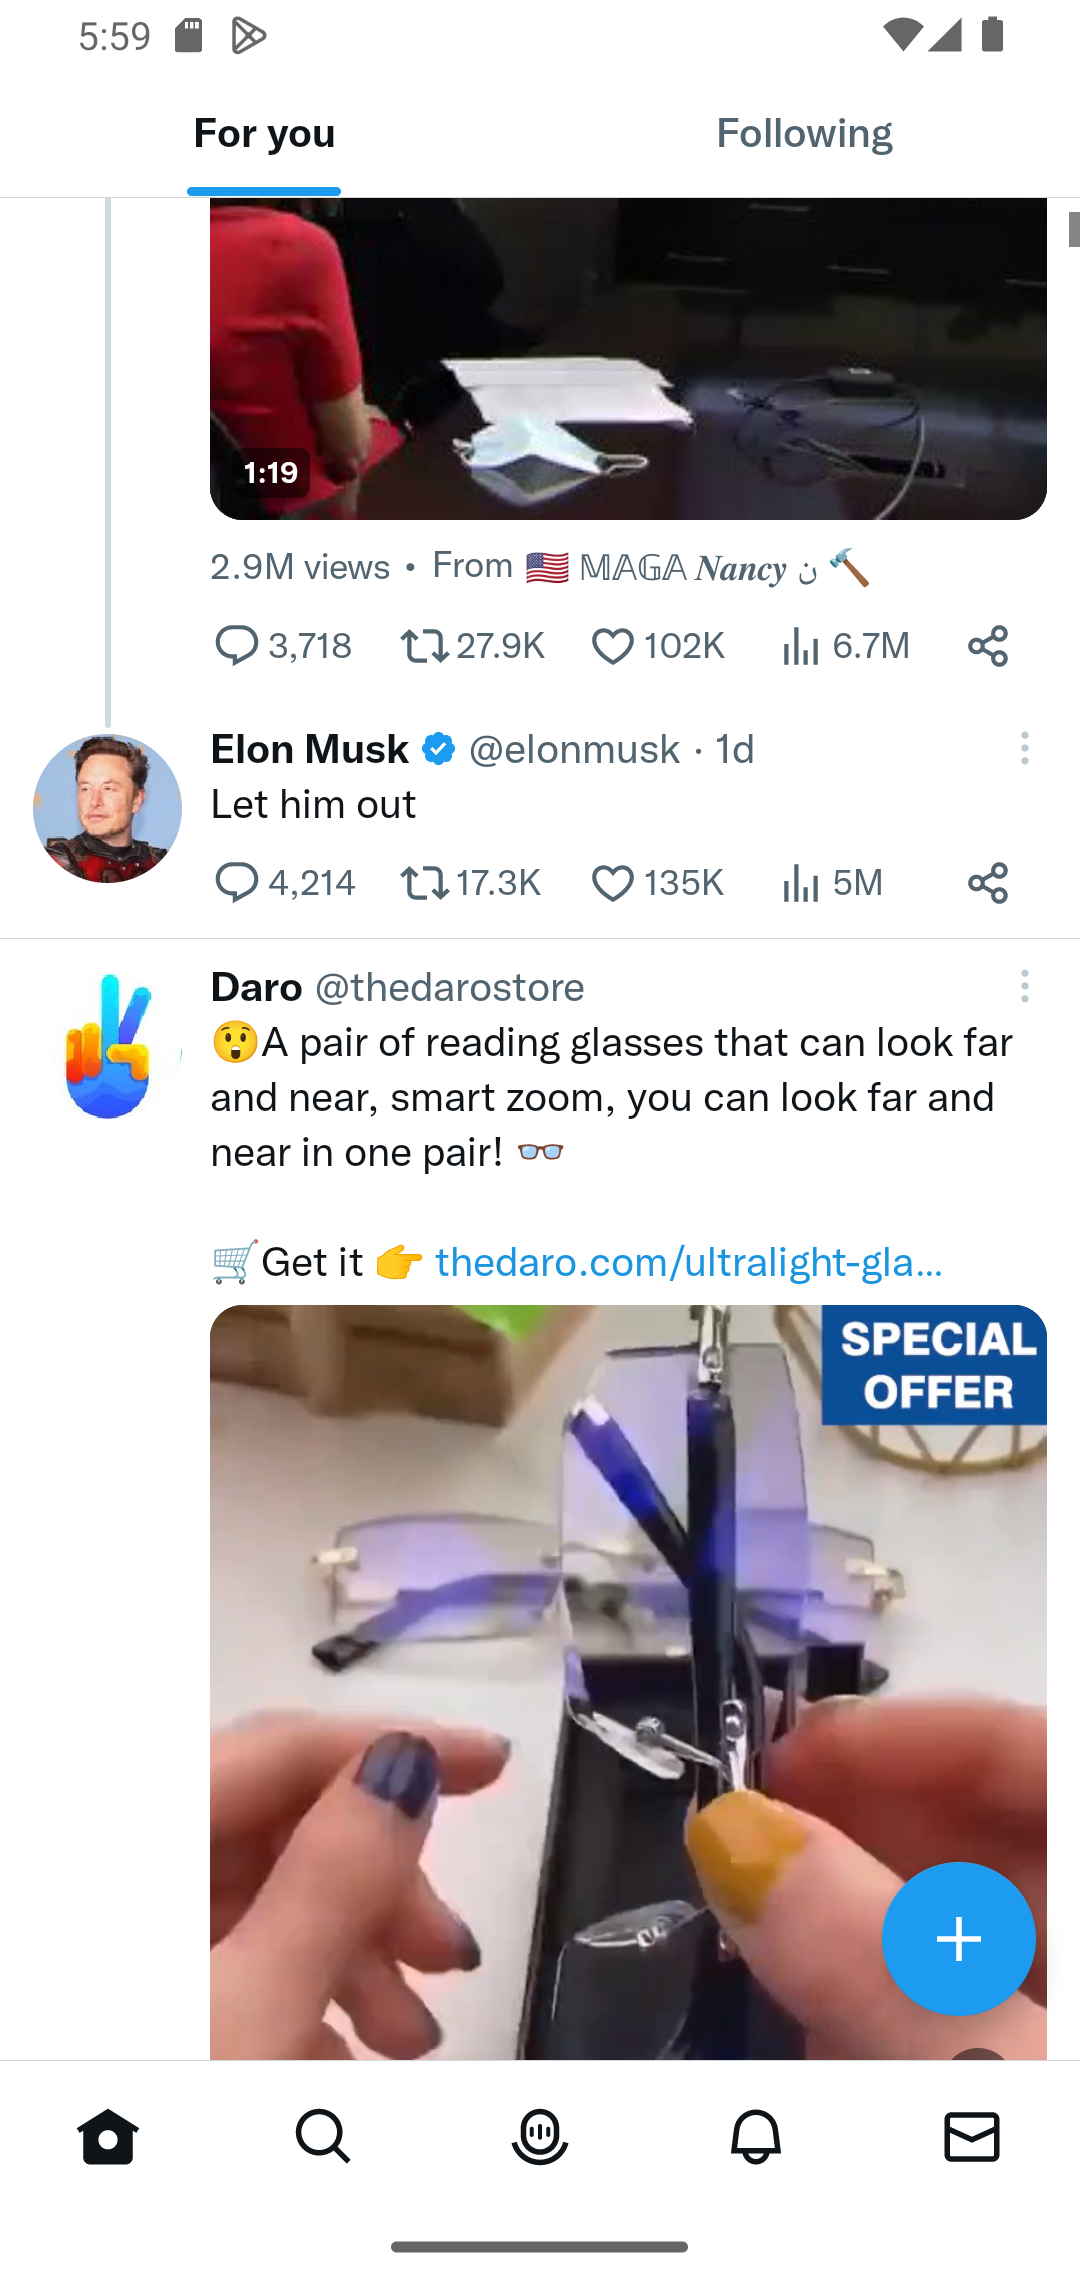 5:59
For you
Following
1:19
2.9M views • From 🇺🇸 𝕄𝔸𝔾𝔸 𝑵𝒂𝒏𝒄𝒚 ن 🔨
3,718 27.9K 102K 6.7M
Elon Musk @elonmusk · 1d
Let him out
4,214 17.3K 135K 5M
Daro @thedarostore
😲A pair of reading glasses that can look far
and near, smart zoom, you can look far and
near in one pair! 👓
🛒Get it 👉 thedaro.com/ultralight-gla...
SPECIAL
OFFER